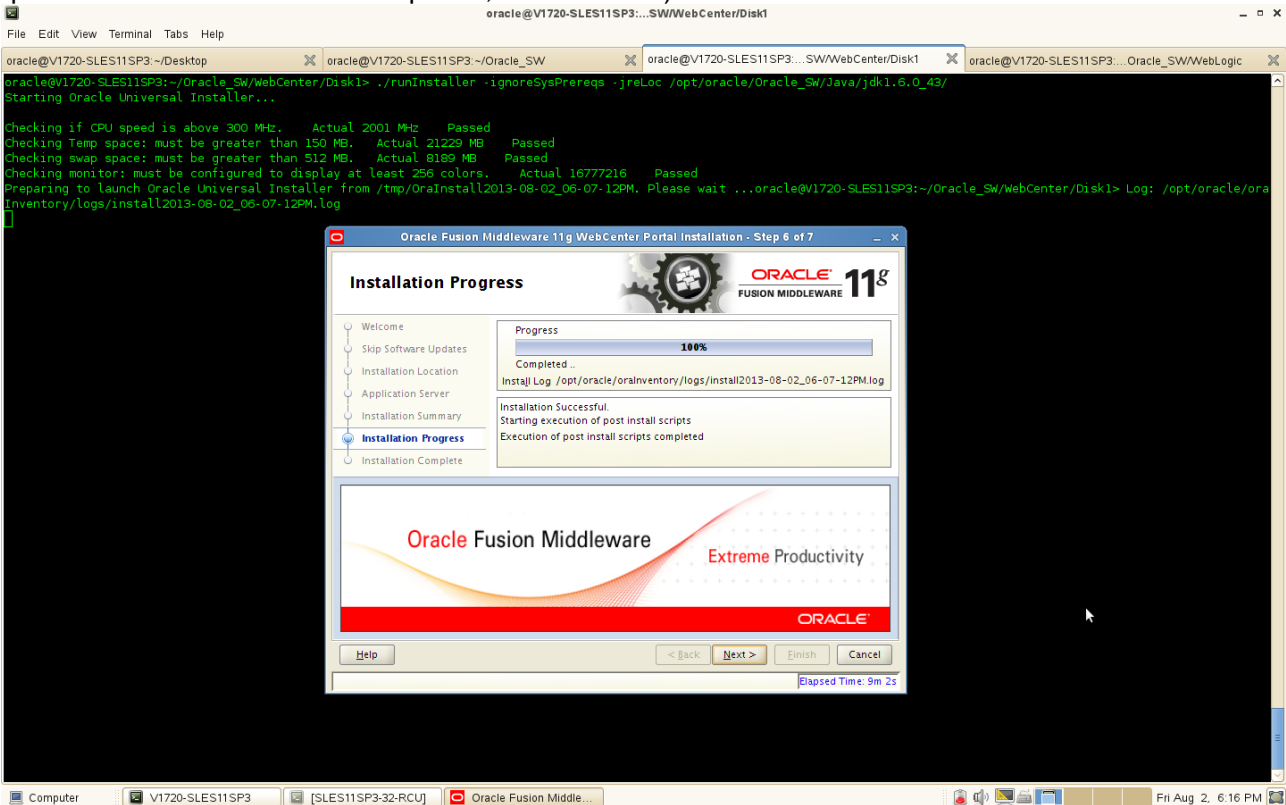 oracle@V1720-SLES11SP3:...SW/WebCenter/Disk1
File Edit View Terminal Tabs Help
oracle@V1720-SLES11SP3:~/Desktop
oracle@V1720-SLES11SP3:~/Oracle_SW
oracle@V1720-SLES11SP3:...SW/WebCenter/Disk1
oracle@V1720-SLES11SP3:...Oracle_SW/WebLogic
oracle@V1720-SLES11SP3:~/Oracle_SW/WebCenter/Disk1> ./runInstaller -ignoreSysPrereqs -jreLoc /opt/oracle/Oracle_SW/Java/jdk1.6.0_43/
Starting Oracle Universal Installer...
Checking if CPU speed is above 300 MHz. Actual 2001 MHz Passed
Checking Temp space: must be greater than 150 MB. Actual 21229 MB Passed
Checking swap space: must be greater than 512 MB. Actual 8189 MB Passed
Checking monitor: must be configured to display at least 256 colors. Actual 16777216 Passed
Preparing to launch Oracle Universal Installer from /tmp/OraInstall2013-08-02_06-07-12PM. Please wait ...oracle@V1720-SLES11SP3:~/Oracle_SW/WebCenter/Disk1> Log: /opt/oracle/ora
Inventory/logs/install2013-08-02_06-07-12PM.log
Oracle Fusion Middleware 11g WebCenter Portal Installation - Step 6 of 7
Installation Progress
ORACLE
FUSION MIDDLEWARE 11g
Welcome
Skip Software Updates
Installation Location
Application Server
Installation Summary
Installation Progress
Installation Complete
Progress
100%
Completed ..
Install Log /opt/oracle/oraInventory/logs/install2013-08-02_06-07-12PM.log
Installation Successful.
Starting execution of post install scripts
Execution of post install scripts completed
Oracle Fusion Middleware
Extreme Productivity
ORACLE
Help
< Back
Next >
Finish
Cancel
Elapsed Time: 9m 2s
Computer
V1720-SLES11SP3
[SLES11SP3-32-RCU]
Oracle Fusion Middle...
Fri Aug 2, 6:16 PM